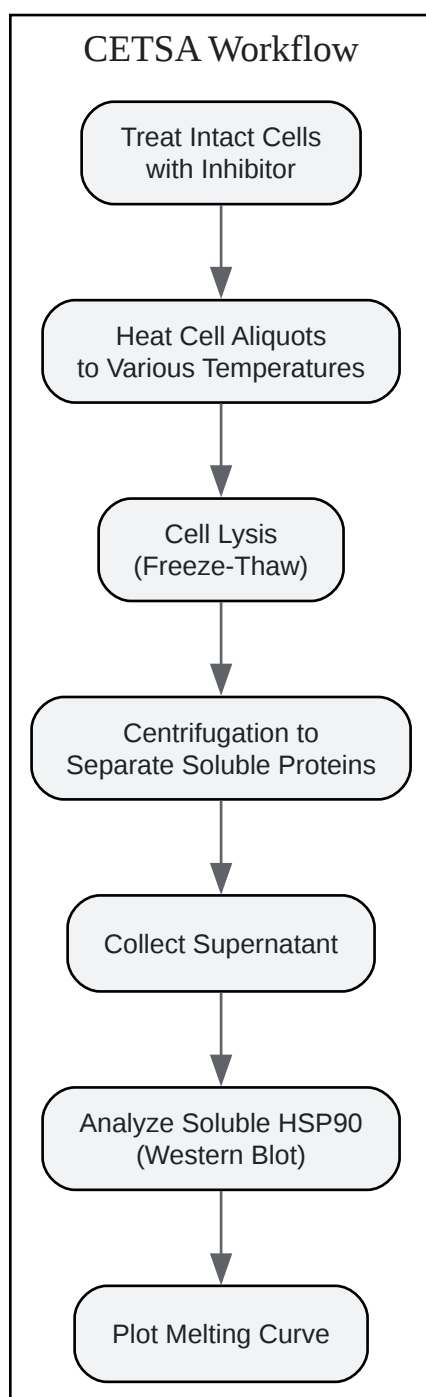 CETSA Workflow
Treat Intact Cells
with Inhibitor
Heat Cell Aliquots
to Various Temperatures
Cell Lysis
(Freeze-Thaw)
Centrifugation to
Separate Soluble Proteins
Collect Supernatant
Analyze Soluble HSP90
(Western Blot)
Plot Melting Curve